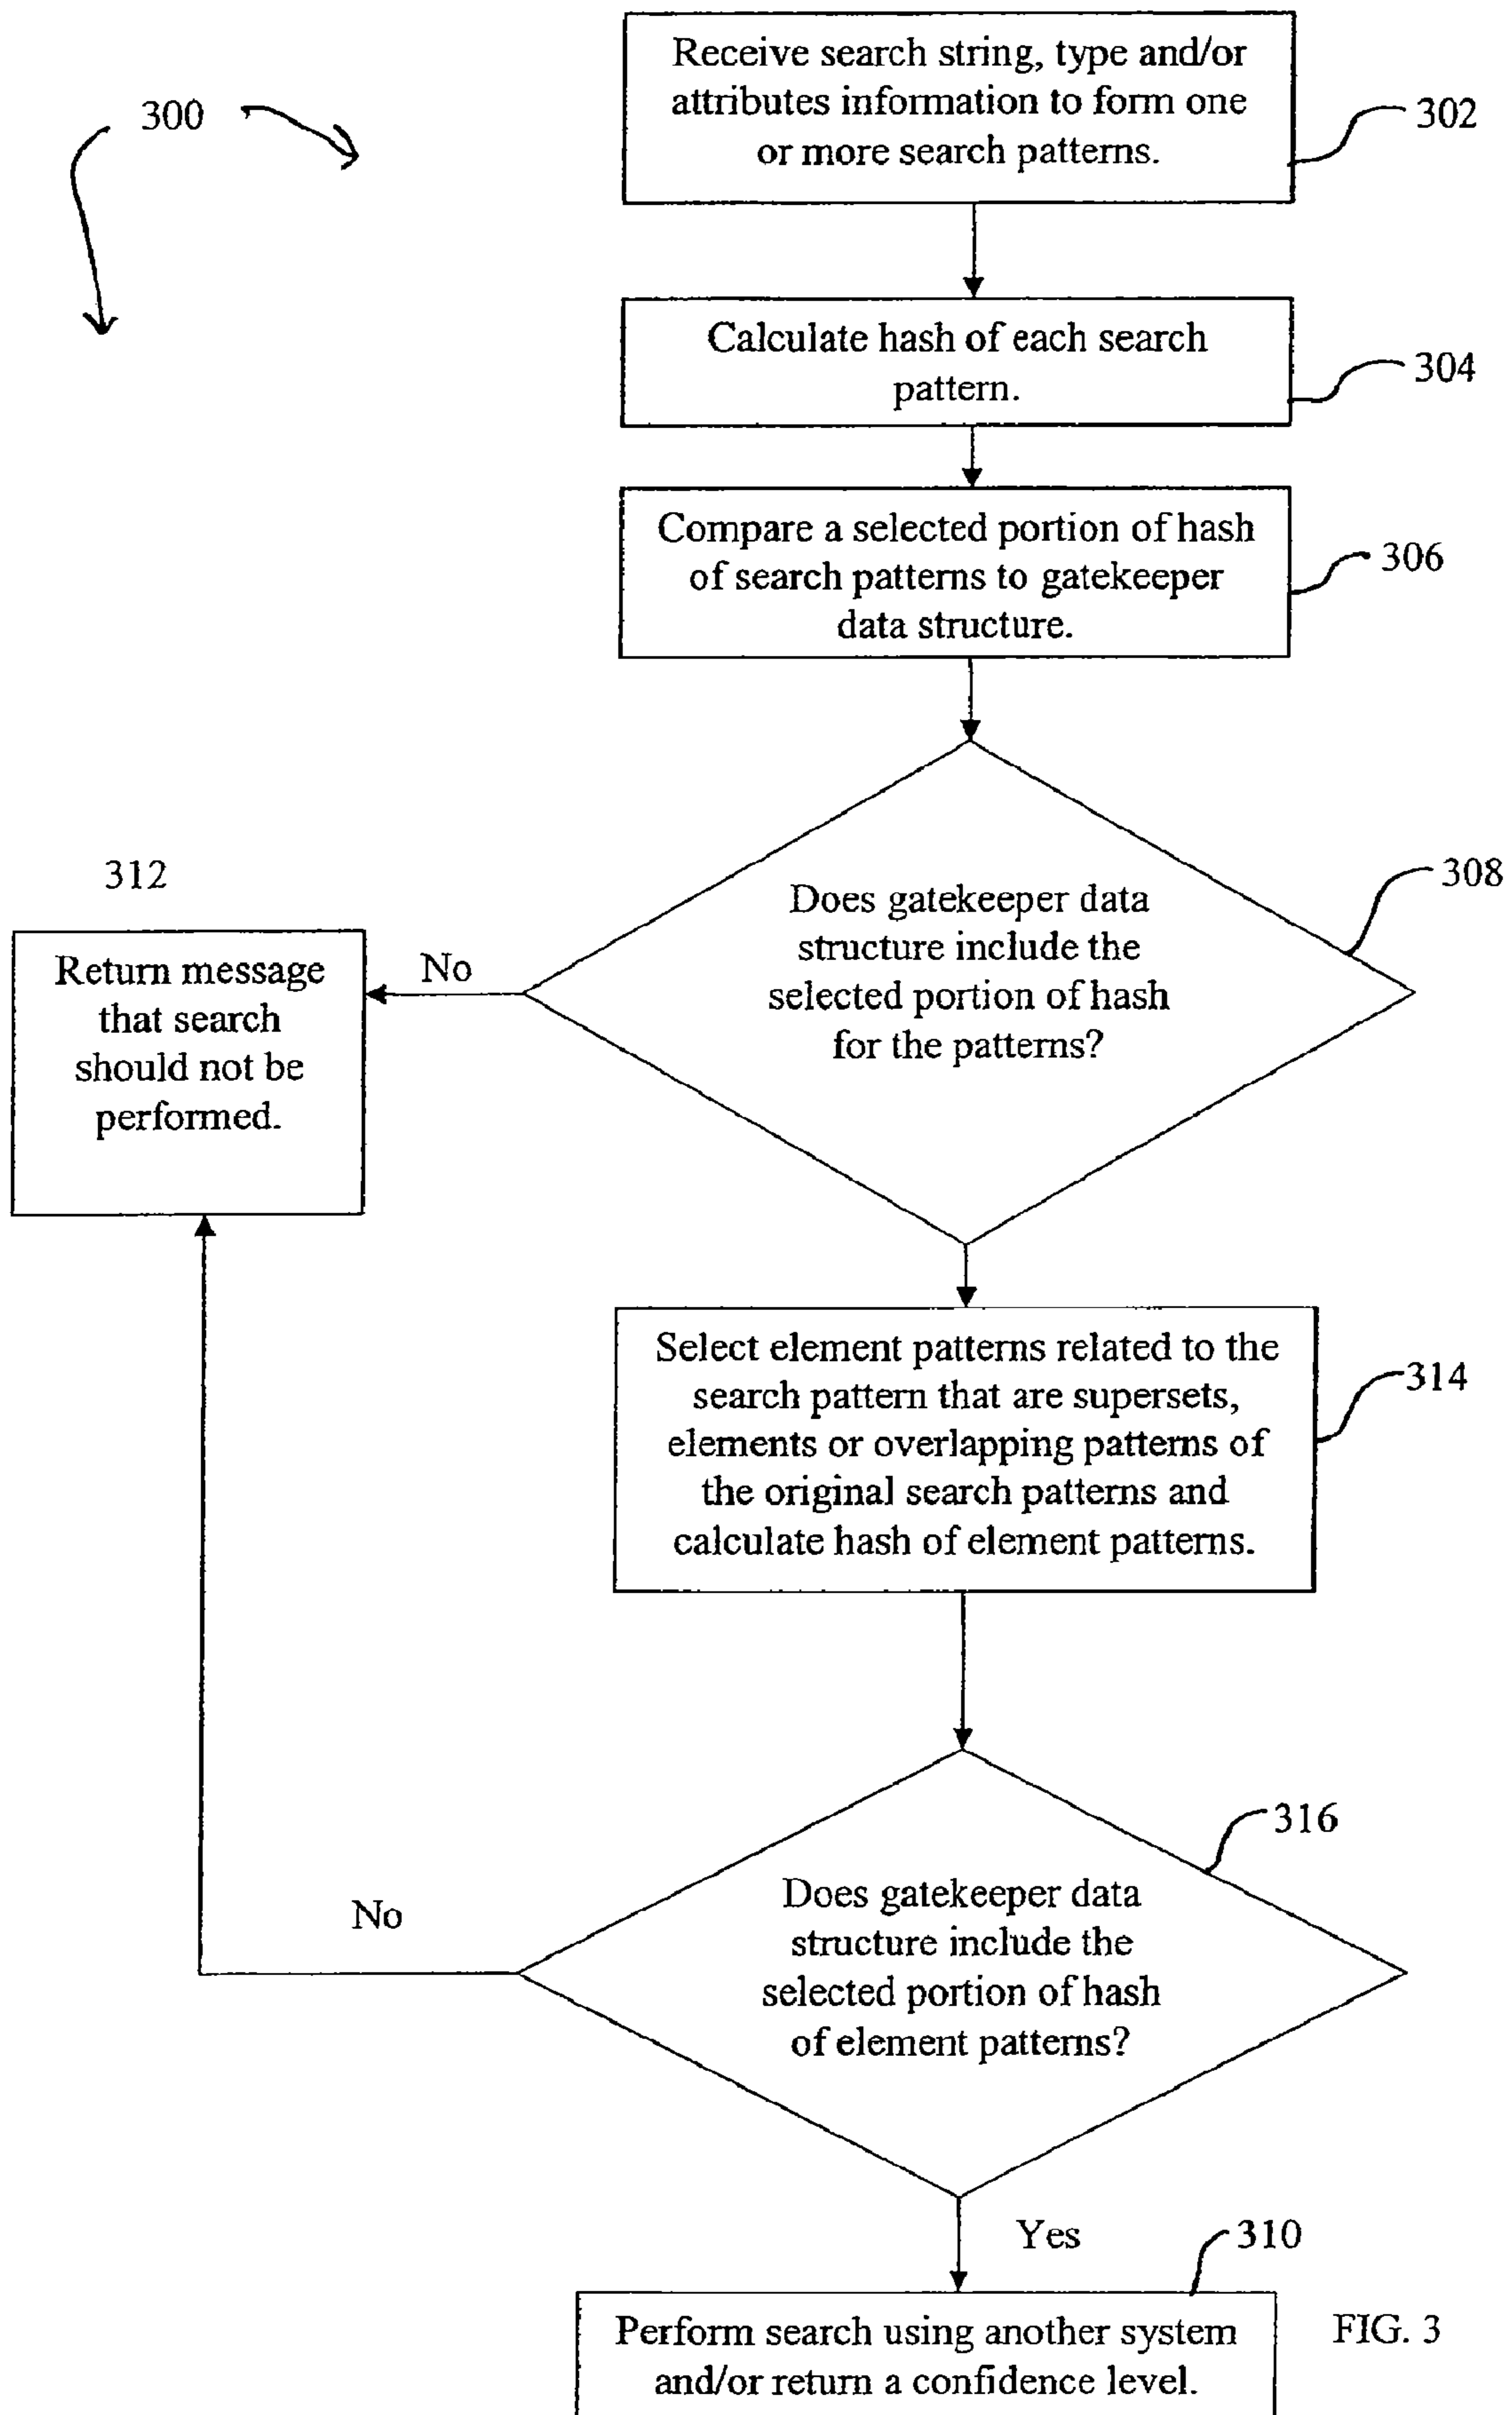 300
Receive search string, type and/or
attributes information to form one
or more search patterns.
302
Calculate hash of each search
pattern.
304
Compare a selected portion of hash
of search patterns to gatekeeper
data structure.
306
308
Does gatekeeper data
structure include the
selected portion of hash
for the patterns?
No
312
Return message
that search
should not be
performed.
Select element patterns related to the
search pattern that are supersets,
elements or overlapping patterns of
the original search patterns and
calculate hash of element patterns.
314
316
Does gatekeeper data
structure include the
selected portion of hash
of element patterns?
No
Yes
310
Perform search using another system
and/or return a confidence level.
FIG. 3